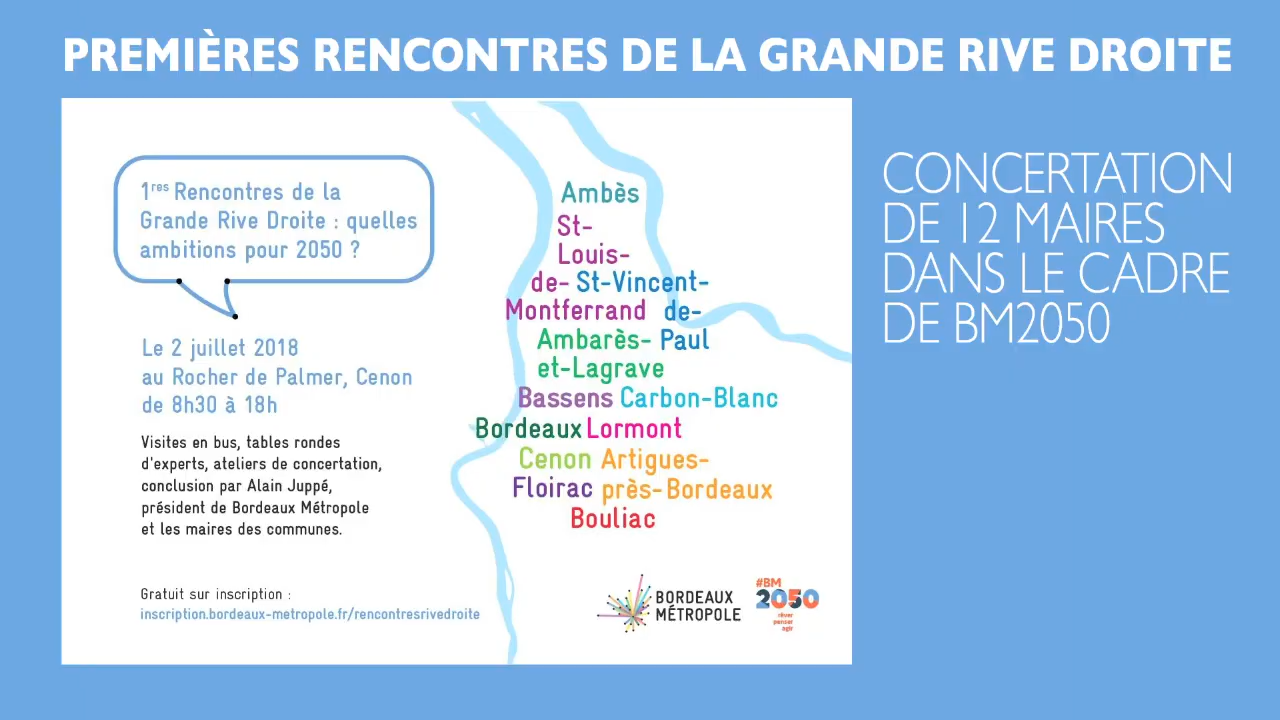 PREMIÈRES RENCONTRES DE LA GRANDE RIVE DROITE
1res Rencontres de la
Grande Rive Droite : quelles
ambitions pour 2050 ?
Le 2 juillet 2018
au Rocher de Palmer, Cenon
de 8h30 à 18h
Visites en bus, tables rondes
d'experts, ateliers de concertation,
conclusion par Alain Juppé,
président de Bordeaux Métropole
et les maires des communes.
Gratuit sur inscription :
inscription.bordeaux-metropole.fr/rencontresrivedroite
Ambès
St-
Louis-
de- St-Vincent-
Montferrand de-
Ambarès- Paul
et-Lagrave
Bassens Carbon-Blanc
Bordeaux Lormont
Cenon Artigues-
Floirac près-Bordeaux
Bouliac
BORDEAUX
MÉTROPOLE
#BM
2050
rêver
penser
agir
CONCERTATION
DE 12 MAIRES
DANS LE CADRE
DE BM2050